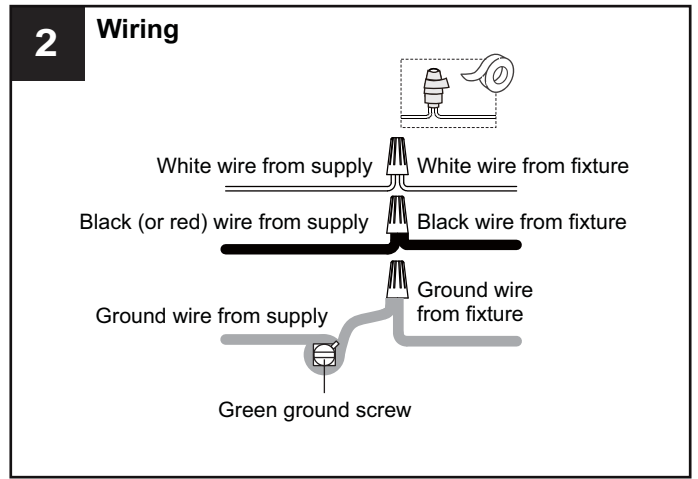 2
Wiring
White wire from supply
White wire from fixture
Black (or red) wire from supply
Black wire from fixture
Ground wire
from fixture
Ground wire from supply
Green ground screw